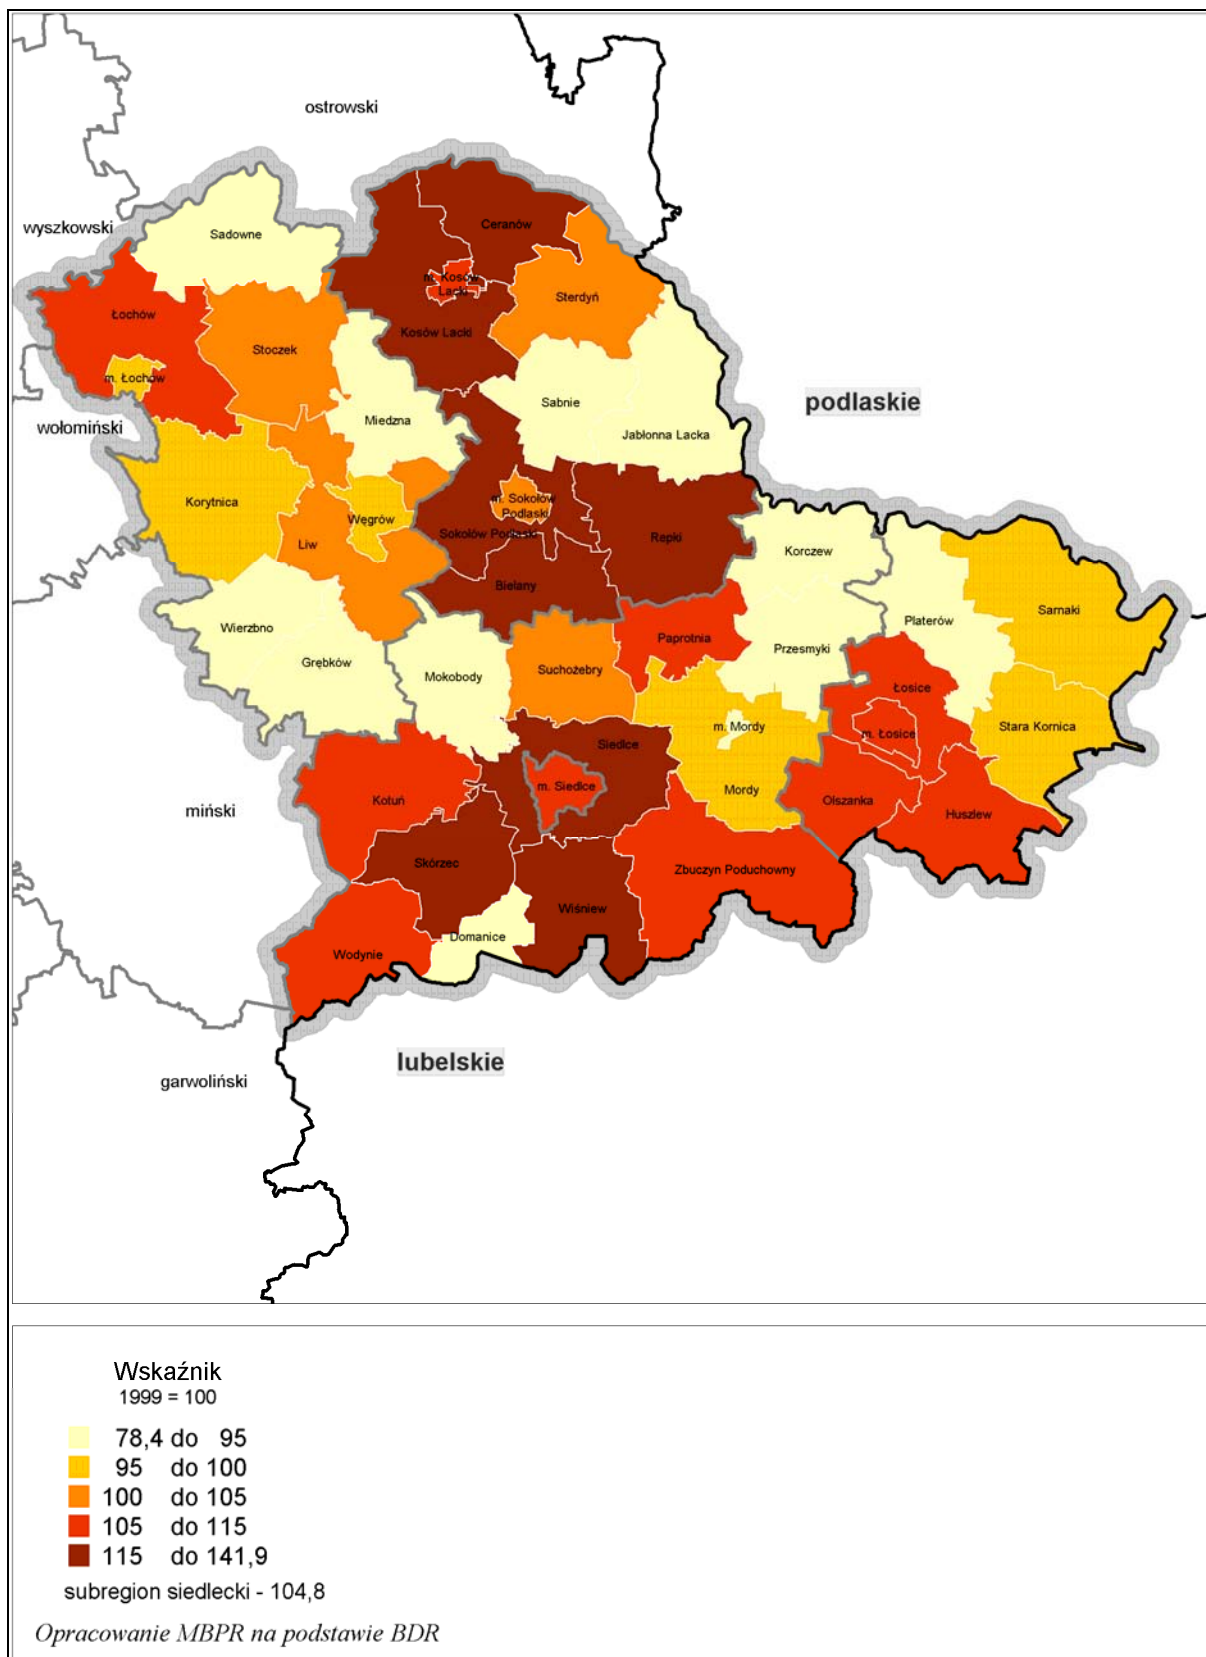 ostrowski
wyszkowski
Sadowne
Ceranów
m. Kosów
Lacki
Sterdyń
Łochów
Kosów Lacki
Stoczek
m. Łochów
podlaskie
Sabnie
Miedzna
wołomiński
Jabłonna Lacka
Korytnica
m. Sokołów
Podlaski
Węgrów
Sokołów Podlaski
Repki
Liw
Korczew
Bielany
Sarnaki
Platerów
Wierzbno
Paprotnia
Przesmyki
Grębków
Suchożebry
Mokobody
Łosice
m. Mordy
Stara Kornica
m. Łosice
Siedlce
m. Siedlce
Mordy
Kotuń
Olszanka
miński
Huszlew
Skórzec
Zbuczyn Poduchowny
Wiśniew
Domanice
Wodynie
lubelskie
garwoliński
Wskaźnik
1999 = 100
78,4 do 95
95 do 100
100 do 105
105 do 115
115 do 141,9
subregion siedlecki - 104,8
Opracowanie MBPR na podstawie BDR